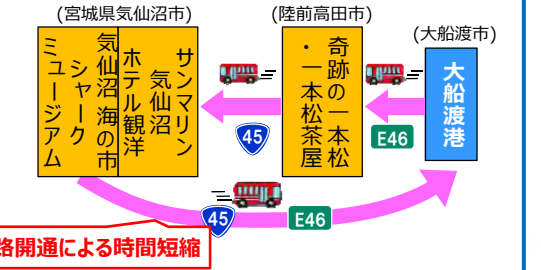 (宮城県気仙沼市)
(陸前高田市)
(大船渡市)
大船渡港
奇跡の一本松
・一本松茶屋
サンマリン
気仙沼
ホテル観洋
気仙沼 海の市
シャーク
ミュージアム
45
E46
45
E46
路開通による時間短縮